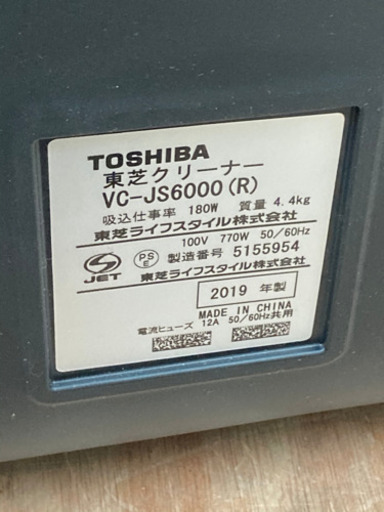 TOSHIBA
東芝クリーナー
VC-JS6000(R)
吸込仕事率 180W 質量 4.4kg
東芝ライフスタイル株式会社
100V 770W 50/60Hz
JET PSE 製造番号 5155954
東芝ライフスタイル株式会社
2019 年製
MADE IN CHINA
電流ヒューズ 12A 50/60Hz共用